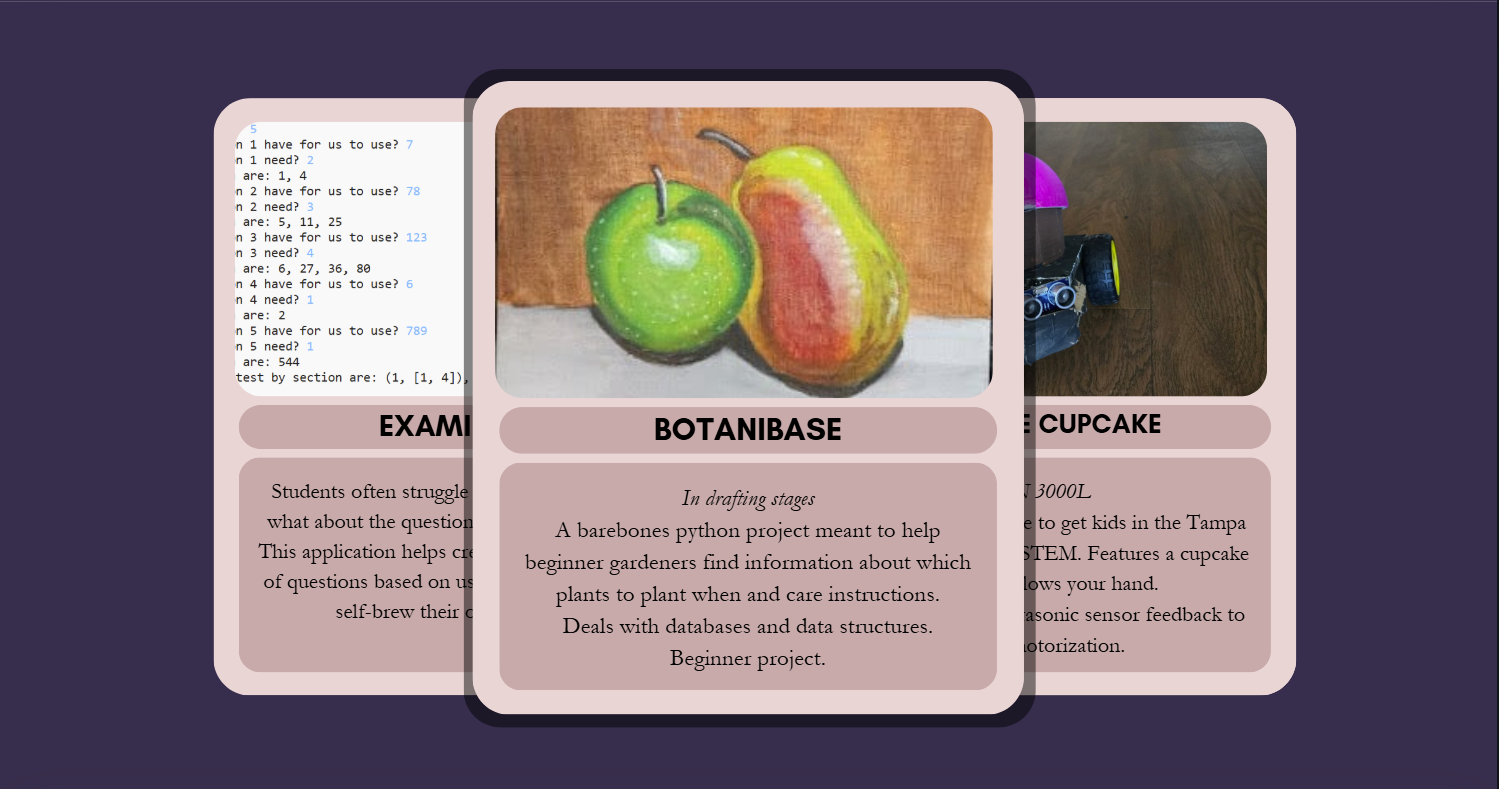 5
n 1 have for us to use? 7
n 1 need? 2
are: 1, 4
n 2 have for us to use? 78
n 2 need? 3
are: 5, 11, 25
n 3 have for us to use? 123
n 3 need? 4
are: 6, 27, 36, 80
n 4 have for us to use? 6
n 4 need? 1
are: 2
n 5 have for us to use? 789
n 5 need? 1
are: 544
test by section are: (1, [1, 4]),
EXAMI
Students often struggle
what about the question
This application helps cre
of questions based on us
self-brew their
BOTANIBASE
In drafting stages
A barebones python project meant to help
beginner gardeners find information about which
plants to plant when and care instructions.
Deals with databases and data structures.
Beginner project.
E CUPCAKE
N 3000L
e to get kids in the Tampa
STEM. Features a cupcake
lows your hand.
rasonic sensor feedback to
otorization.